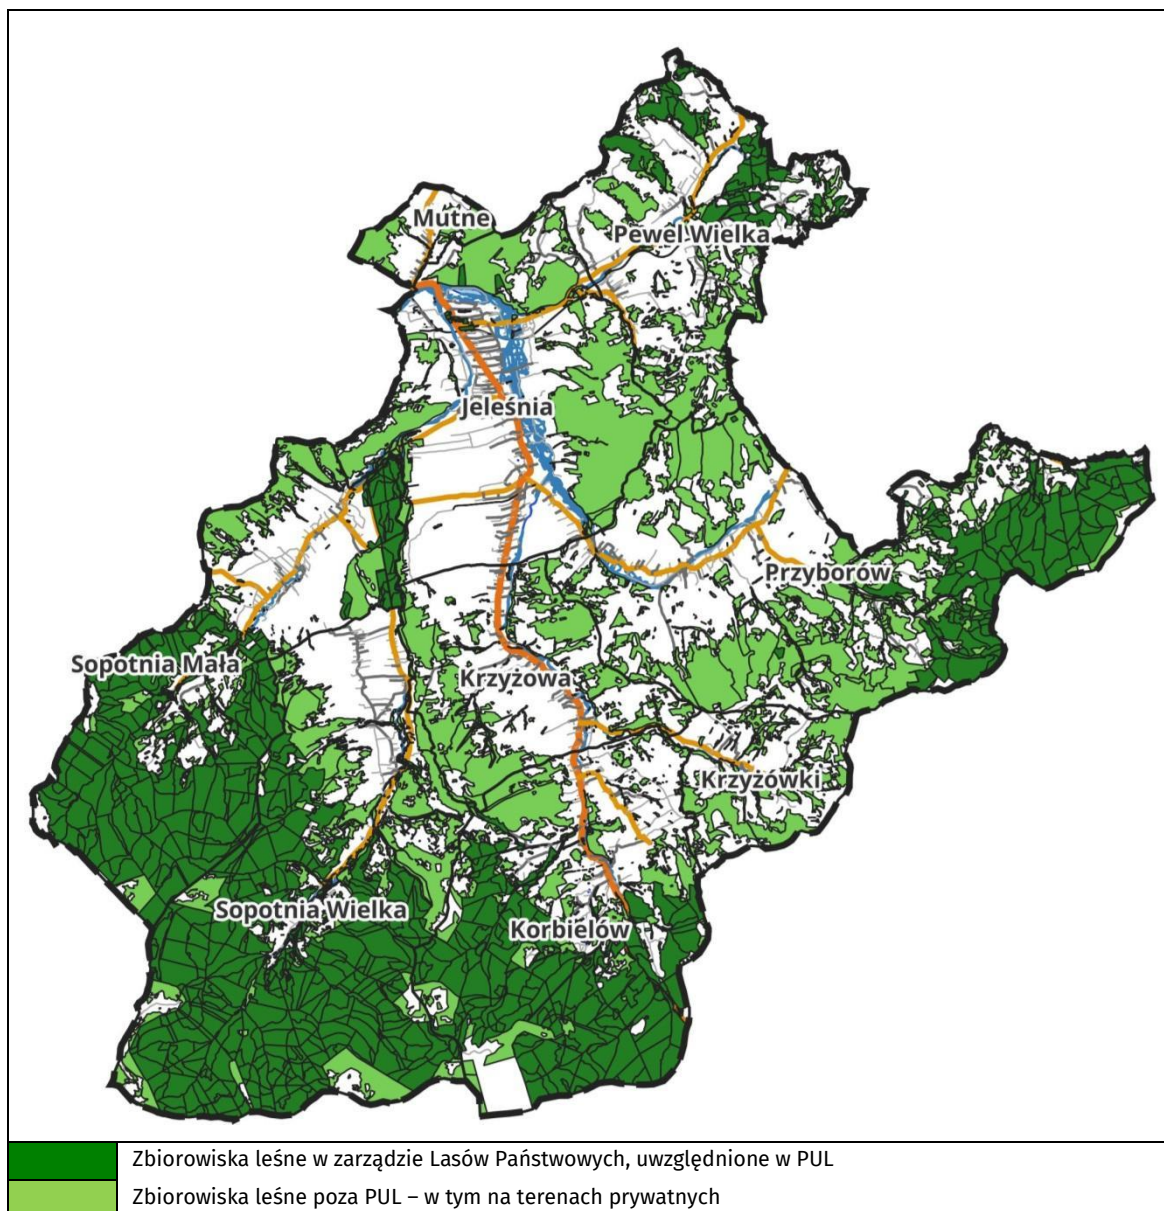 Mutne
Pewel Wielka
Jeleśnia
Przyborów
Sopotnia Mała
Krzyżowa
Krzyżówki
Sopotnia Wielka
Korbielów
Zbiorowiska leśne w zarządzie Lasów Państwowych, uwzględnione w PUL
Zbiorowiska leśne poza PUL – w tym na terenach prywatnych